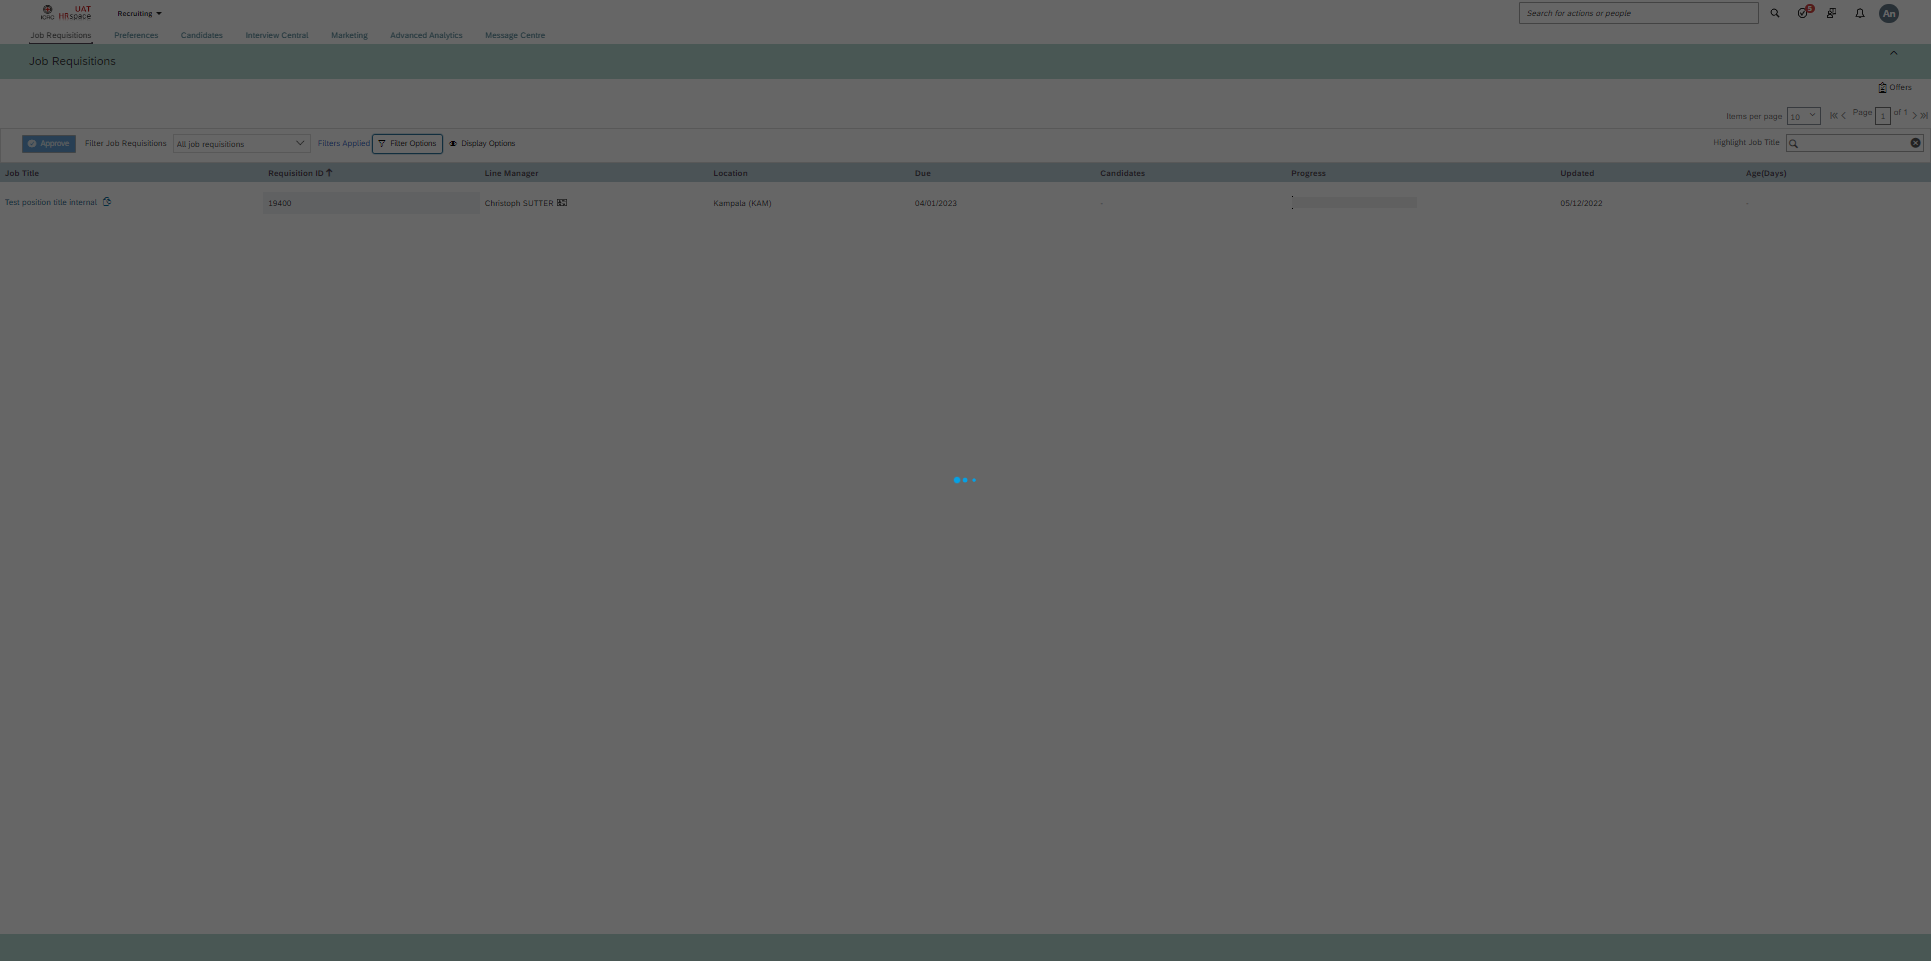 ICRC UAT HRspace Recruiting Search for actions or people 5 An
Job Requisitions Preferences Candidates Interview Central Marketing Advanced Analytics Message Centre
Job Requisitions
Offers
Items per page 10 Page 1 of 1
Approve Filter Job Requisitions All job requisitions Filters Applied Filter Options Display Options Highlight Job Title
Job Title Requisition ID Line Manager Location Due Candidates Progress Updated Age(Days)
Test position title internal 19400 Christoph SUTTER Kampala (KAM) 04/01/2023 - 05/12/2022 -